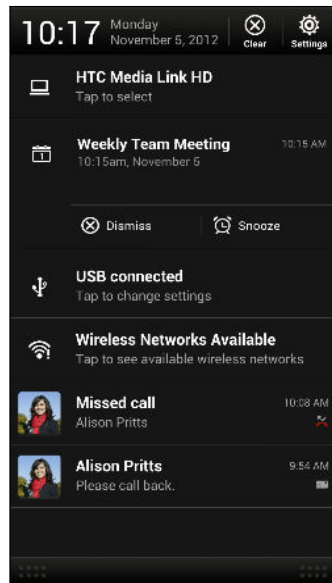 10:17
Monday
November 5, 2012
Clear
Settings
HTC Media Link HD
Tap to select
Weekly Team Meeting 10:15 AM
10:15am, November 5
Dismiss Snooze
USB connected
Tap to change settings
Wireless Networks Available
Tap to see available wireless networks
Missed call 10:08 AM
Alison Pritts
Alison Pritts 9:54 AM
Please call back.